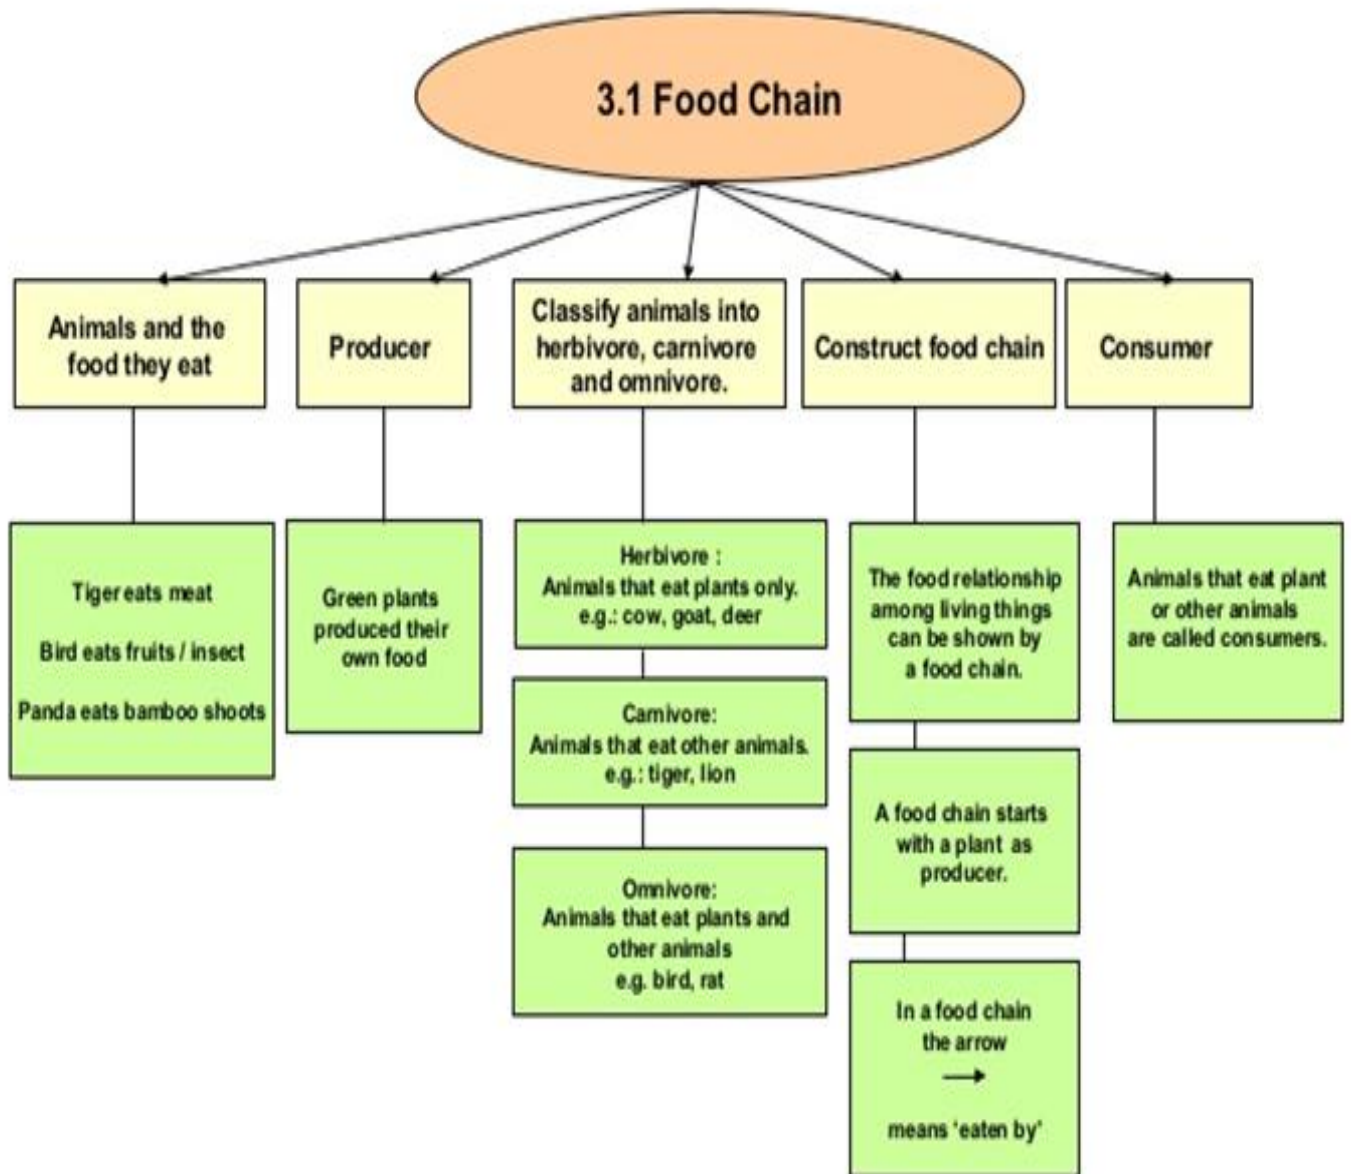 3.1 Food Chain
Animals and the
food they eat
Producer
Classify animals into
herbivore, carnivore
and omnivore.
Construct food chain
Consumer
Tiger eats meat
Bird eats fruits / insect
Panda eats bamboo shoots
Green plants
produced their
own food
Herbivore :
Animals that eat plants only.
e.g.: cow, goat, deer
Carnivore:
Animals that eat other animals.
e.g.: tiger, lion
Omnivore:
Animals that eat plants and
other animals
e.g. bird, rat
The food relationship
among living things
can be shown by
a food chain.
A food chain starts
with a plant as
producer.
In a food chain
the arrow
→
means ‘eaten by’
Animals that eat plant
or other animals
are called consumers.